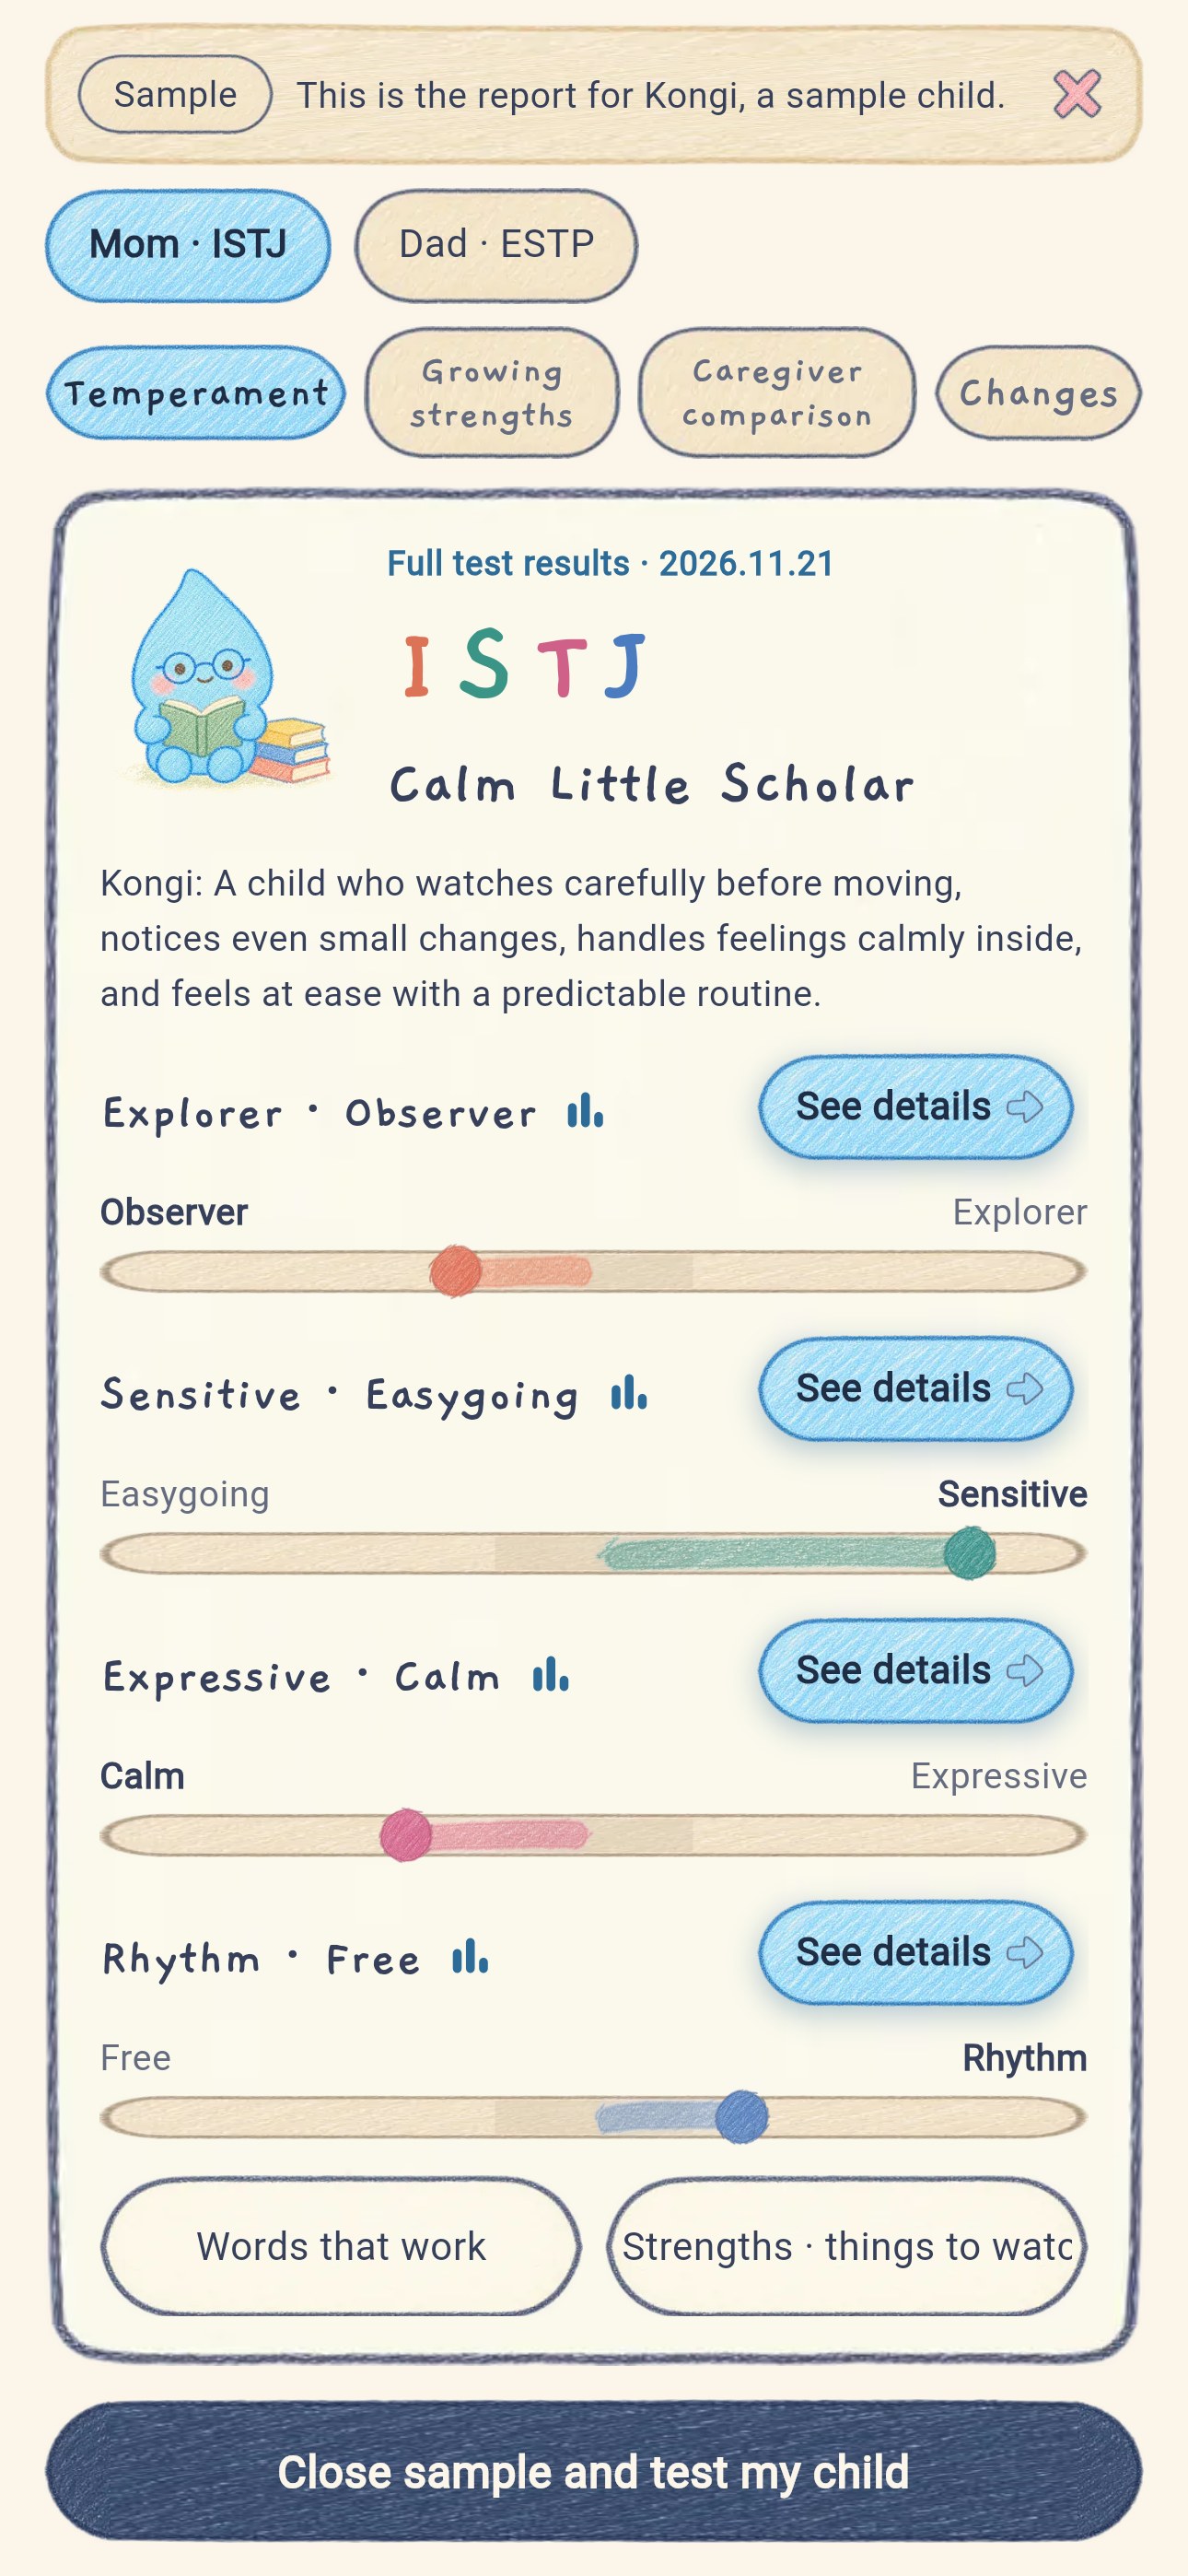 Sample
This is the report for Kongi, a sample child.
Mom · ISTJ
Dad · ESTP
Temperament
Growing
strengths
Caregiver
comparison
Changes
Full test results · 2026.11.21
ISTJ
Calm Little Scholar
Kongi: A child who watches carefully before moving,
notices even small changes, handles feelings calmly inside,
and feels at ease with a predictable routine.
Explorer · Observer
See details
Observer
Explorer
Sensitive · Easygoing
See details
Easygoing
Sensitive
Expressive · Calm
See details
Calm
Expressive
Rhythm · Free
See details
Free
Rhythm
Words that work
Strengths · things to watc
Close sample and test my child